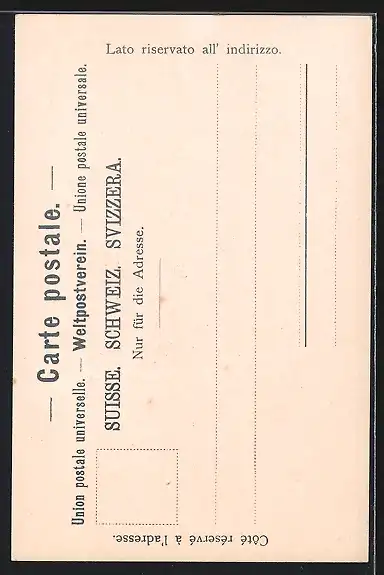 — Carte postale. —
Union postale universelle. — Weltpostverein. — Unione postale universale.
SUISSE. SCHWEIZ. SVIZZERA.
Nur für die Adresse.
Côté réservé à l'adresse.
Lato riservato all' indirizzo.